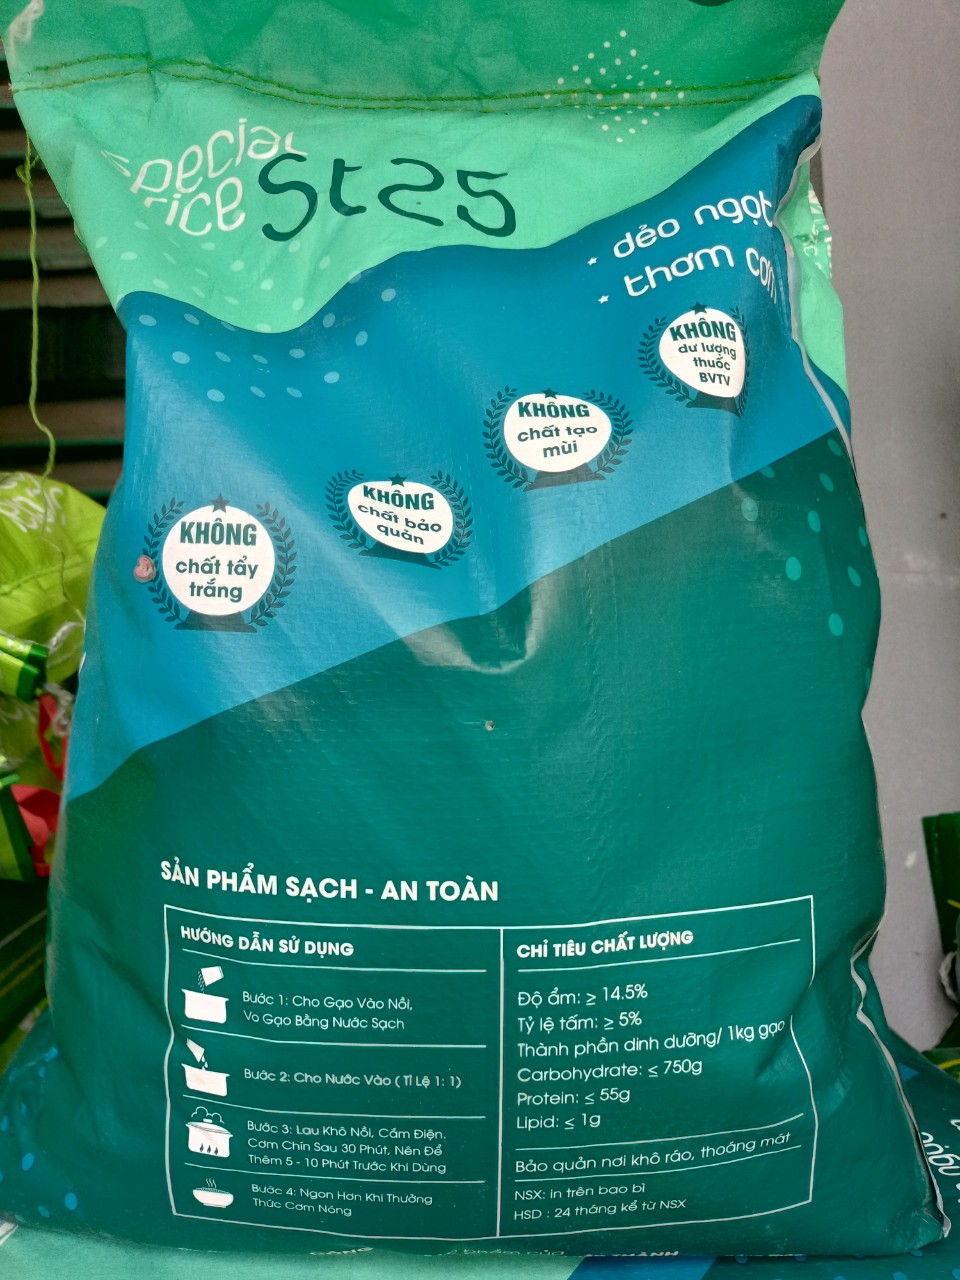 Special
rice
St25
* dẻo ngọt
* thơm cơm
KHÔNG
dư lượng
thuốc
BVTV
KHÔNG
chất tạo
mùi
KHÔNG
chất bảo
quản
KHÔNG
chất tẩy
trắng
SẢN PHẨM SẠCH - AN TOÀN
HƯỚNG DẪN SỬ DỤNG
Bước 1: Cho Gạo Vào Nồi,
Vo Gạo Bằng Nước Sạch
Bước 2: Cho Nước Vào ( Tỉ Lệ 1: 1)
Bước 3: Lau Khô Nồi, Cắm Điện.
Cơm Chín Sau 30 Phút, Nên Để
Thêm 5 - 10 Phút Trước Khi Dùng
Bước 4: Ngon Hơn Khi Thưởng
Thức Cơm Nóng
CHỈ TIÊU CHẤT LƯỢNG
Độ ẩm: ≥ 14.5%
Tỷ lệ tấm: ≥ 5%
Thành phần dinh dưỡng/ 1kg gạo
Carbohydrate: ≤ 750g
Protein: ≤ 55g
Lipid: ≤ 1g
Bảo quản nơi khô ráo, thoáng mát
NSX: in trên bao bì
HSD : 24 tháng kể từ NSX